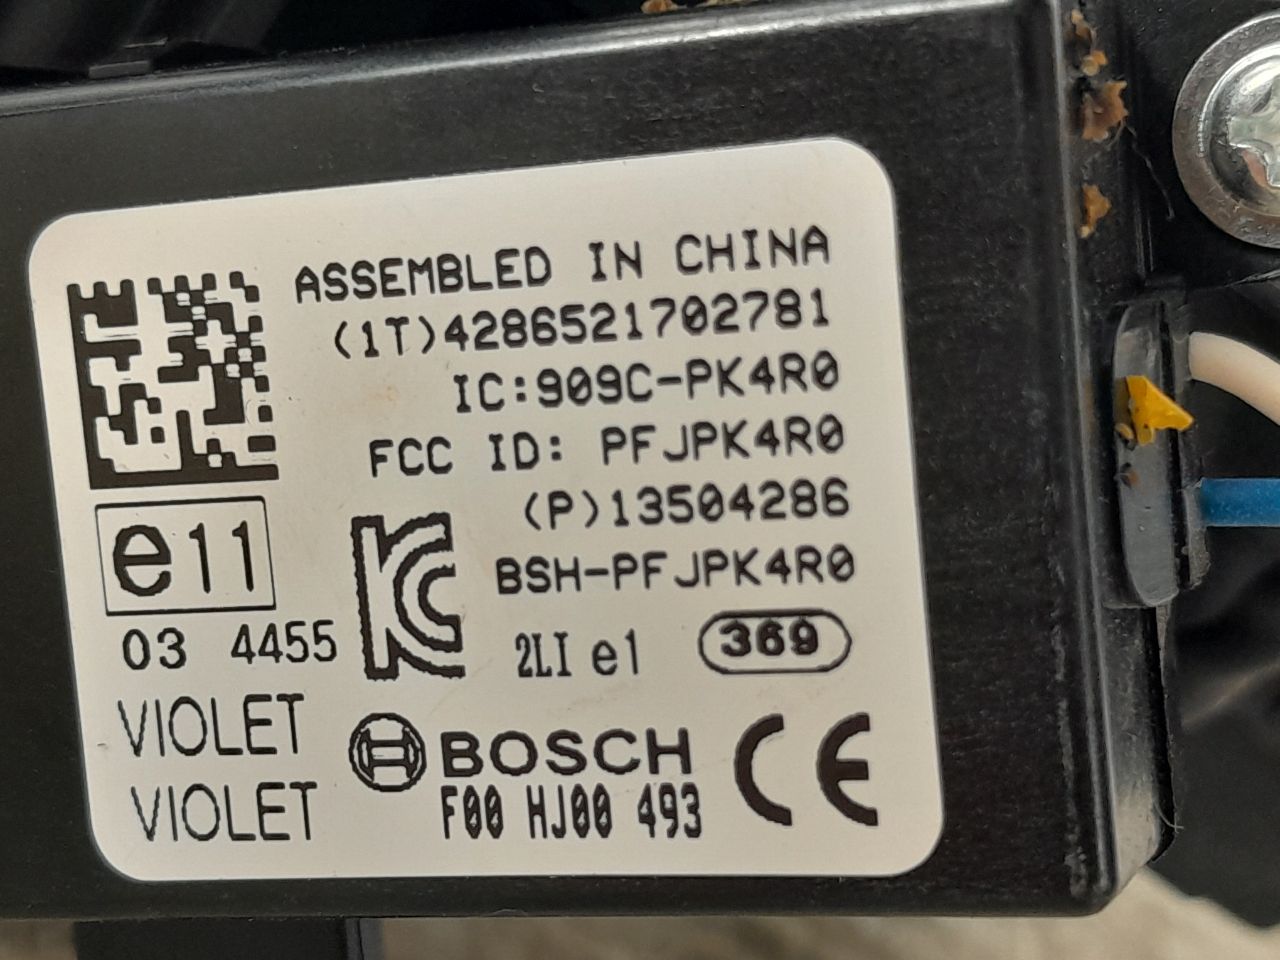 ASSEMBLED IN CHINA
(1T)4286521702781
IC:909C-PK4R0
FCC ID: PFJPK4R0
(P)13504286
BSH-PFJPK4R0
e11
03 4455
KC
2LI e1 369
VIOLET
VIOLET
BOSCH
F00 HJ00 493
CE